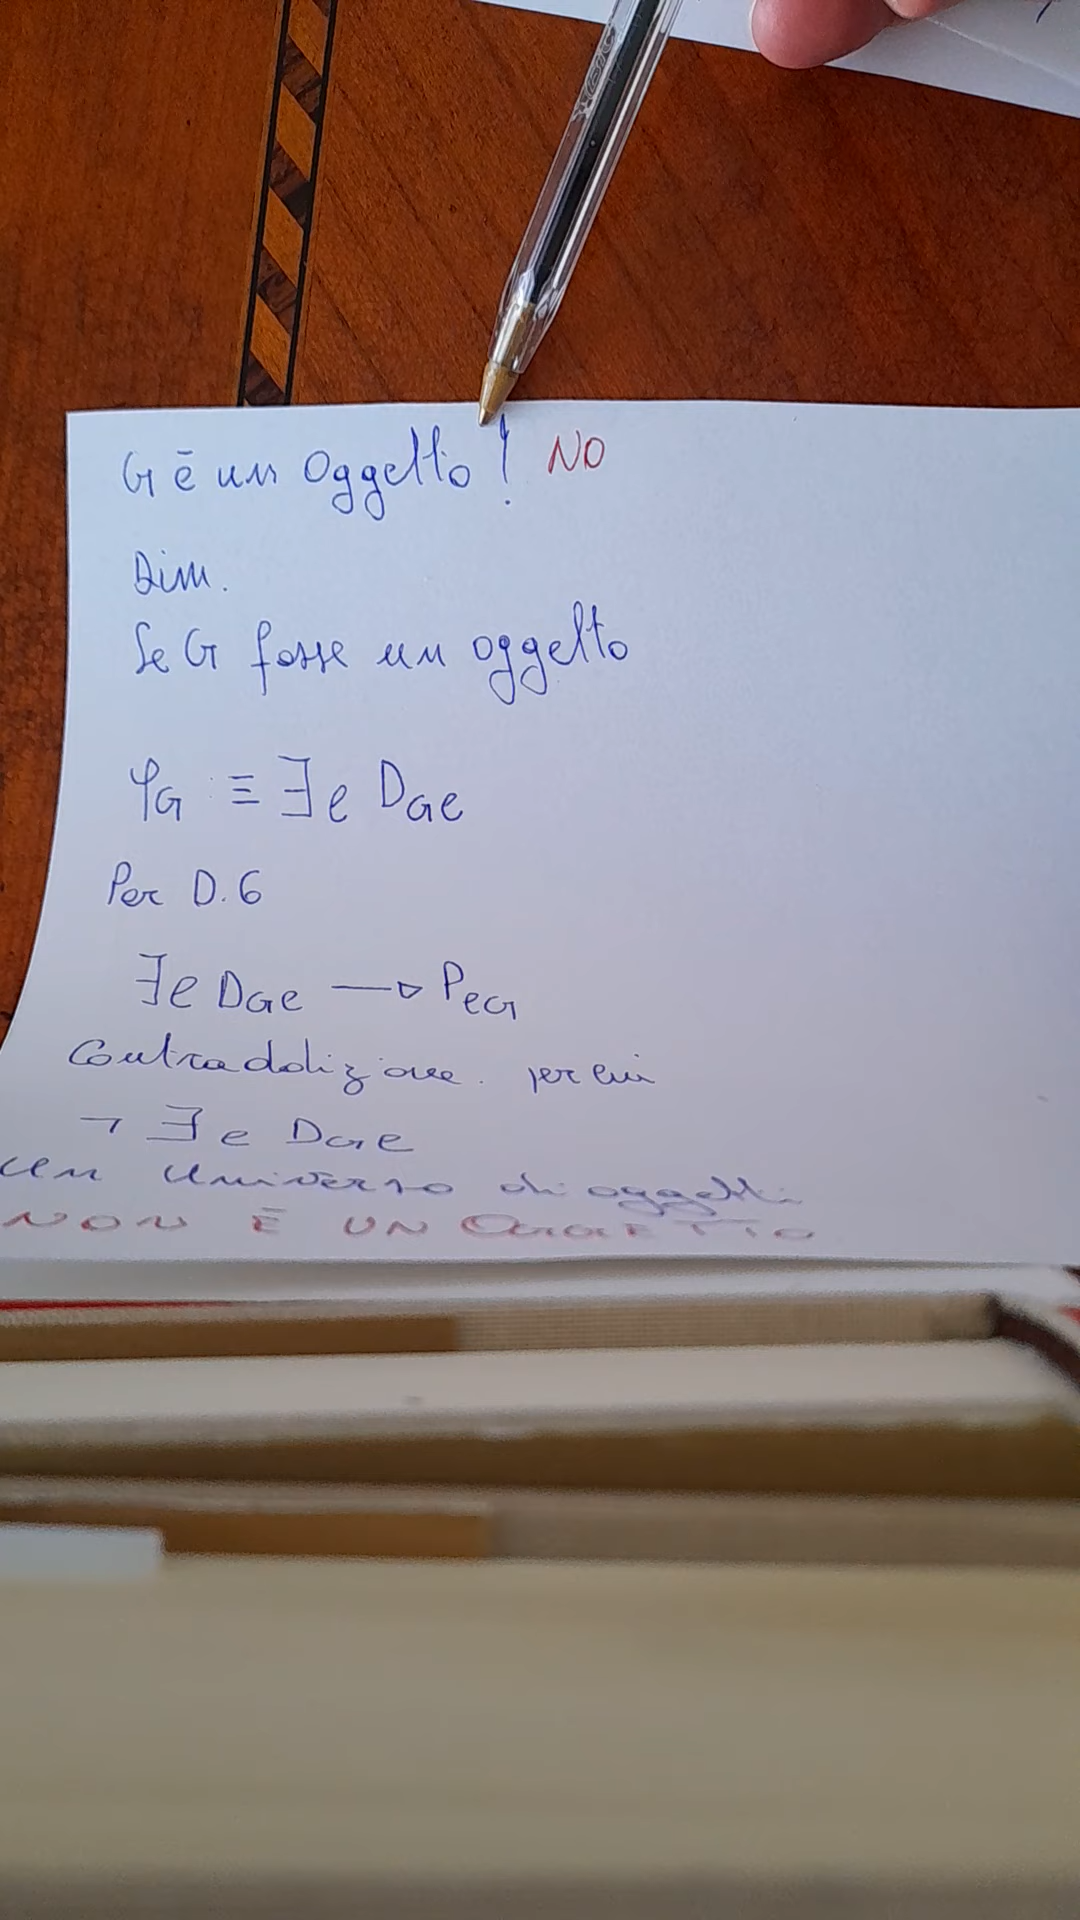 G è un Oggetto! NO
Dim.
Se G fosse un oggetto
φG ≡ ∃e DGe
Per D.6
∃e DGe → PeG
Contraddizione. per cui
¬∃e DGe
un universo di oggetti
NON È UN OGGETTO